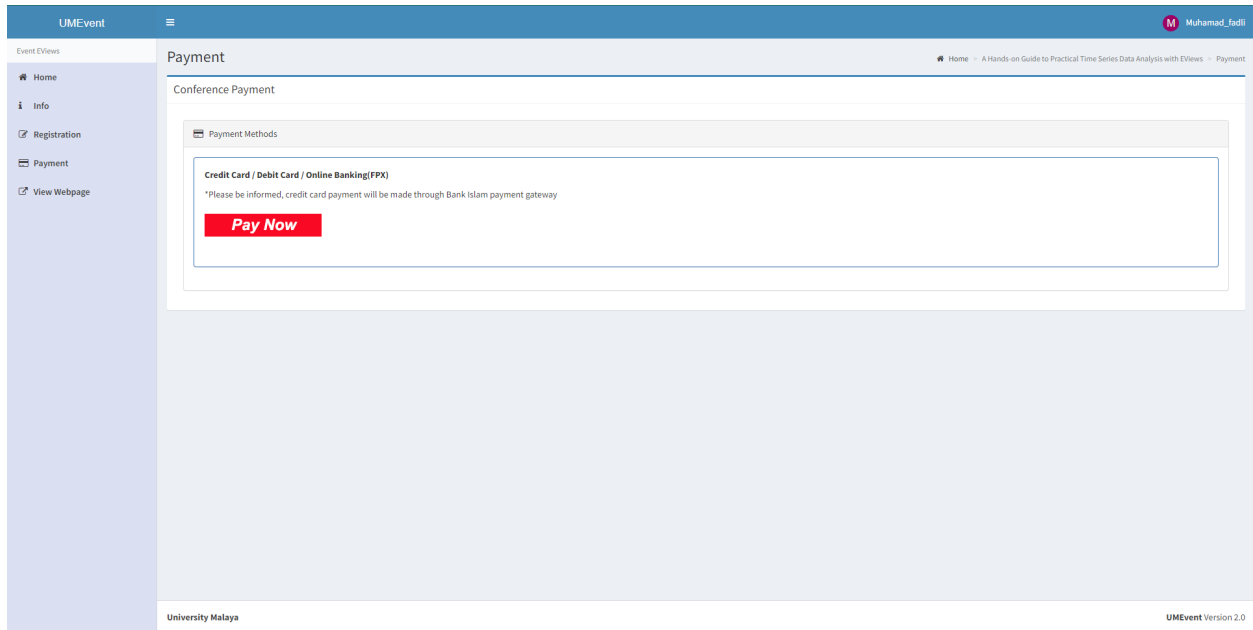 UMEvent
Muhamad_fadli
Event EViews
Home
Info
Registration
Payment
View Webpage
Payment
Home > A Hands-on Guide to Practical Time Series Data Analysis with EViews > Payment
Conference Payment
Payment Methods
Credit Card / Debit Card / Online Banking(FPX)
*Please be informed, credit card payment will be made through Bank Islam payment gateway
Pay Now
University Malaya
UMEvent Version 2.0